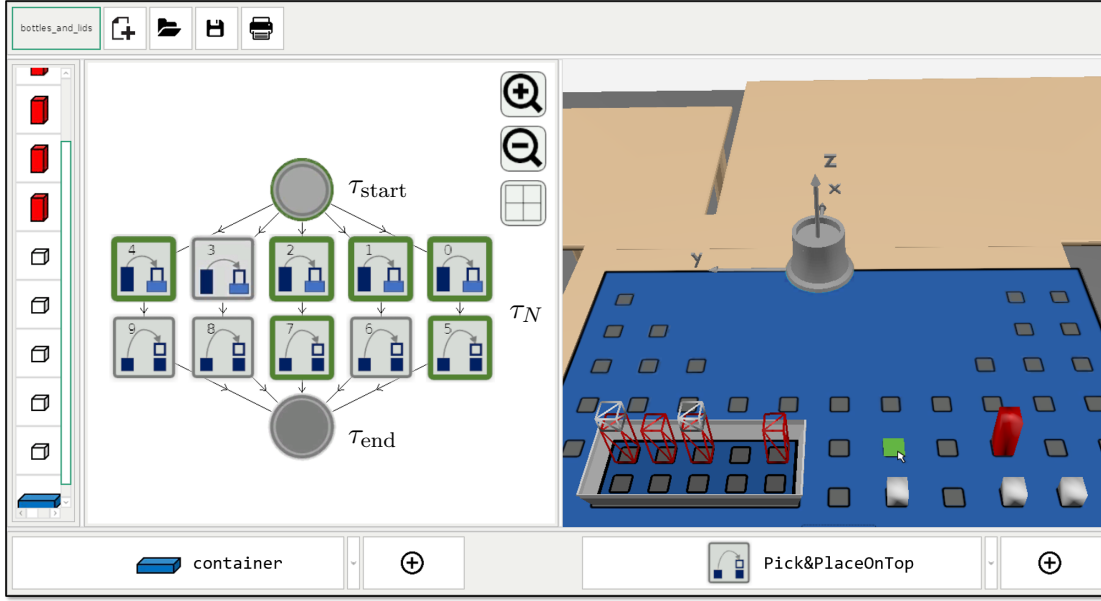 bottles_and_lids
τstart
4 3 2 1 0
τN
9 8 7 6 5
τend
Z
X
Y
container
Pick&PlaceOnTop